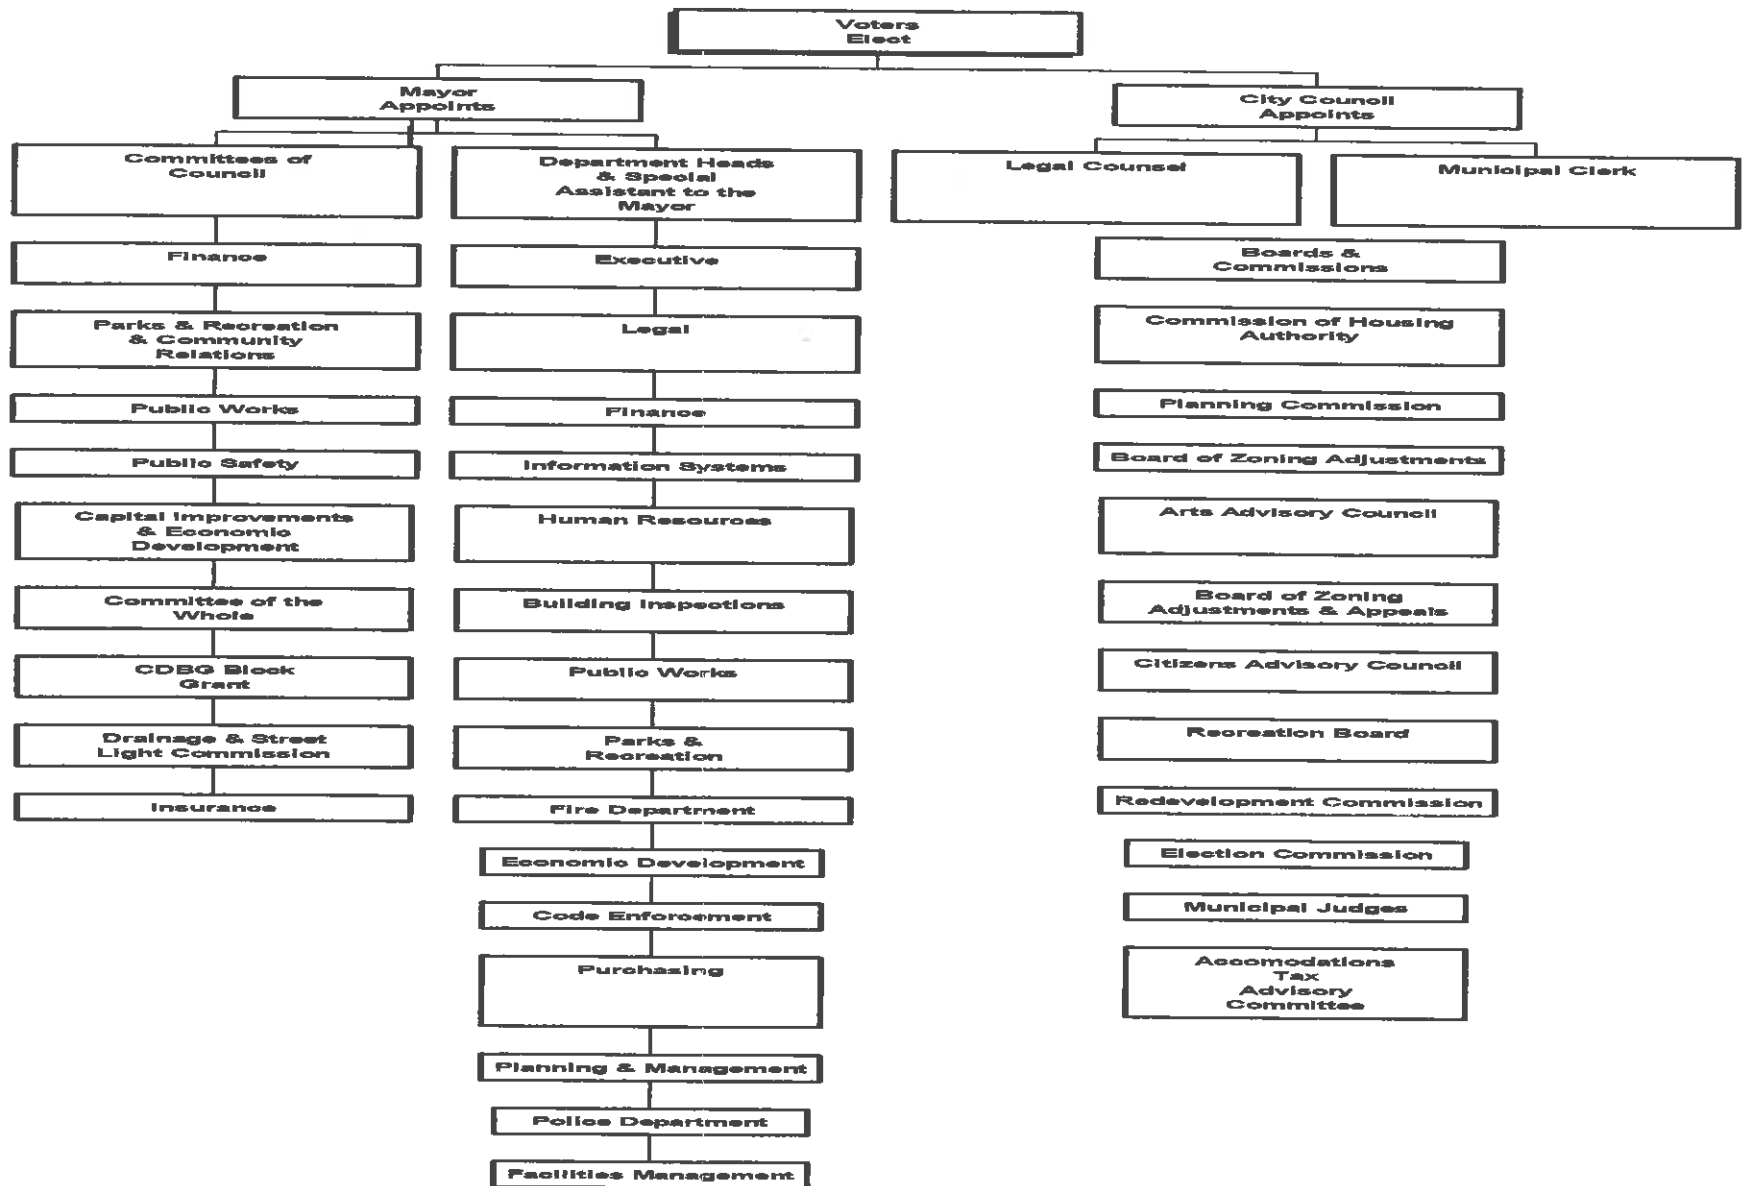 Voters
Elect
Mayor
Appoints
City Council
Appoints
Committees of
Council
Department Heads
& Special
Assistant to the
Mayor
Legal Counsel
Municipal Clerk
Finance
Parks & Recreation
& Community
Relations
Public Works
Public Safety
Capital Improvements
& Economic
Development
Committee of the
Whole
CDBG Block
Grant
Drainage & Street
Light Commission
Insurance
Executive
Legal
Finance
Information Systems
Human Resources
Building Inspections
Public Works
Parks &
Recreation
Fire Department
Economic Development
Code Enforcement
Purchasing
Planning & Management
Police Department
Facilities Management
Boards &
Commissions
Commission of Housing
Authority
Planning Commission
Board of Zoning Adjustments
Arts Advisory Council
Board of Zoning
Adjustments & Appeals
Citizens Advisory Council
Recreation Board
Redevelopment Commission
Election Commission
Municipal Judges
Accomodations
Tax
Advisory
Committee